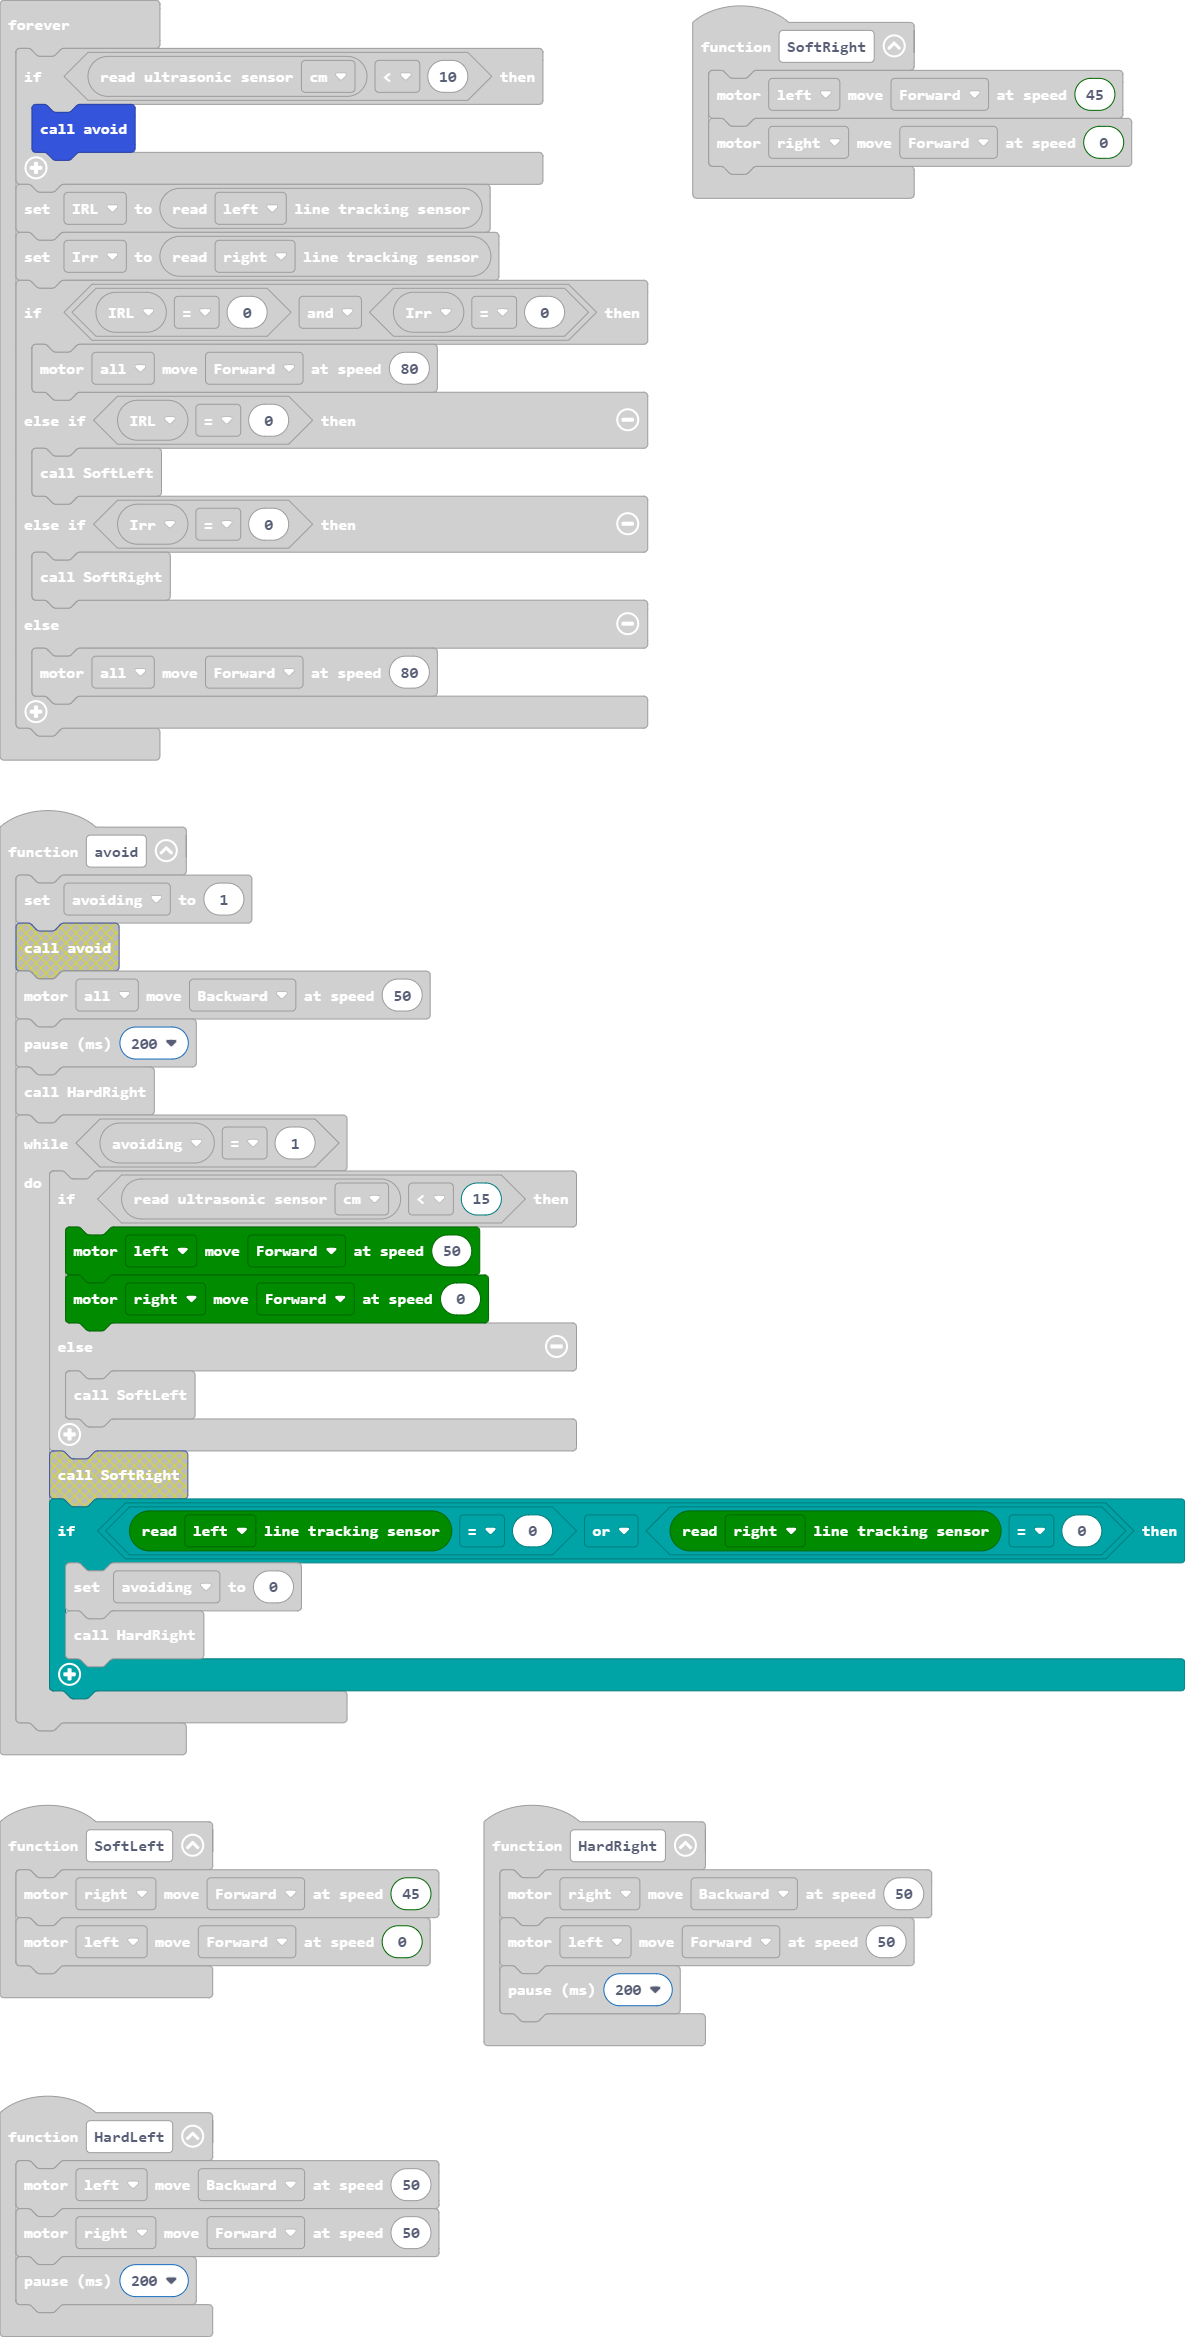 forever
if read ultrasonic sensor cm < 10 then
call avoid
set IRL to read left line tracking sensor
set Irr to read right line tracking sensor
if IRL = 0 and Irr = 0 then
motor all move Forward at speed 80
else if IRL = 0 then
call SoftLeft
else if Irr = 0 then
call SoftRight
else
motor all move Forward at speed 80
function SoftRight
motor left move Forward at speed 45
motor right move Forward at speed 0
function avoid
set avoiding to 1
call avoid
motor all move Backward at speed 50
pause (ms) 200
call HardRight
while avoiding = 1
do if read ultrasonic sensor cm < 15 then
motor left move Forward at speed 50
motor right move Forward at speed 0
else
call SoftLeft
call SoftRight
if read left line tracking sensor = 0 or read right line tracking sensor = 0 then
set avoiding to 0
call HardRight
function SoftLeft
motor right move Forward at speed 45
motor left move Forward at speed 0
function HardRight
motor right move Backward at speed 50
motor left move Forward at speed 50
pause (ms) 200
function HardLeft
motor left move Backward at speed 50
motor right move Forward at speed 50
pause (ms) 200